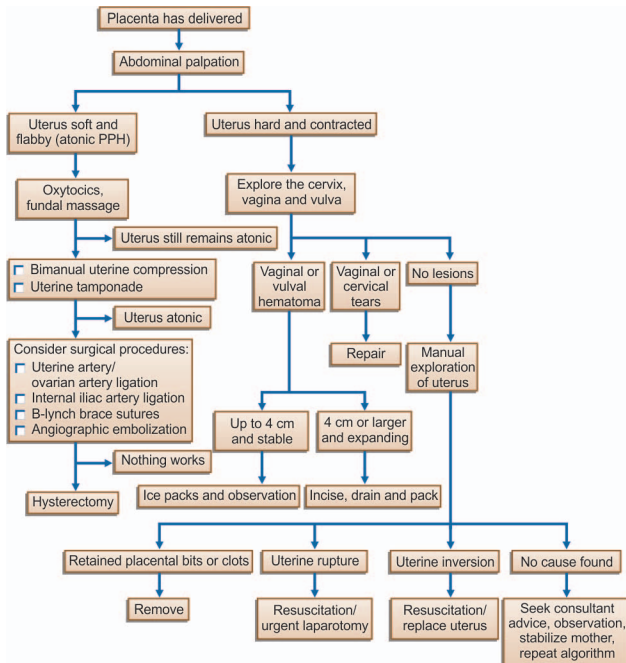 Placenta has delivered
Abdominal palpation
Uterus soft and
flabby (atonic PPH)
Uterus hard and contracted
Oxytocics,
fundal massage
Explore the cervix,
vagina and vulva
Uterus still remains atonic
Bimanual uterine compression
Uterine tamponade
Vaginal or
vulval
hematoma
Vaginal or
cervical
tears
No lesions
Uterus atonic
Repair
Manual
exploration
of uterus
Consider surgical procedures:
Uterine artery/
ovarian artery ligation
Internal iliac artery ligation
B-lynch brace sutures
Angiographic embolization
Up to 4 cm
and stable
4 cm or larger
and expanding
Nothing works
Hysterectomy
Ice packs and observation
Incise, drain and pack
Retained placental bits or clots
Uterine rupture
Uterine inversion
No cause found
Remove
Resuscitation/
urgent laparotomy
Resuscitation/
replace uterus
Seek consultant
advice, observation,
stabilize mother,
repeat algorithm